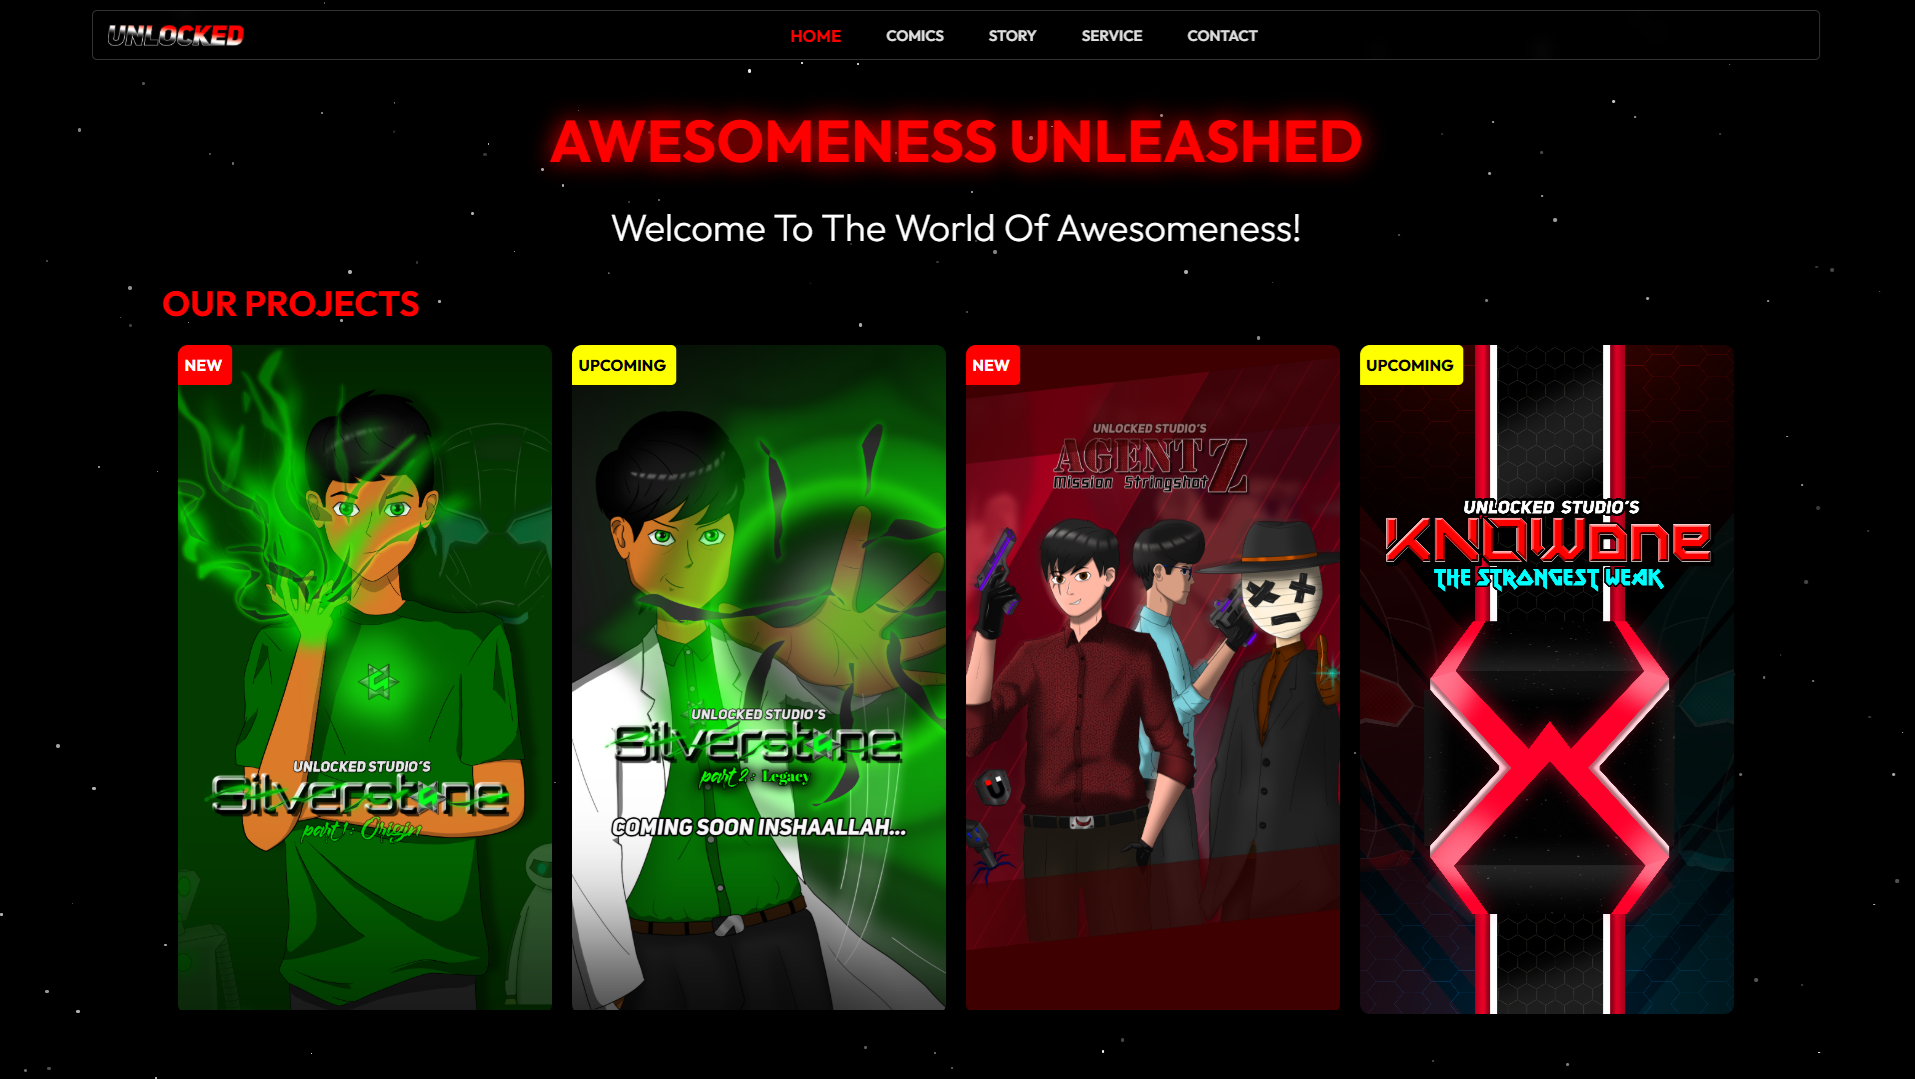 UNLOCKED
HOME COMICS STORY SERVICE CONTACT
AWESOMENESS UNLEASHED
Welcome To The World Of Awesomeness!
OUR PROJECTS
NEW
UNLOCKED STUDIO'S
Silverstone
part 1: Origin
UPCOMING
UNLOCKED STUDIO'S
Silverstone
part 2: Legacy
COMING SOON INSHAALLAH...
NEW
UNLOCKED STUDIO'S
AGENT Z
Mission Stringshot
UPCOMING
UNLOCKED STUDIO'S
KNOWone
THE STRONGEST WEAK